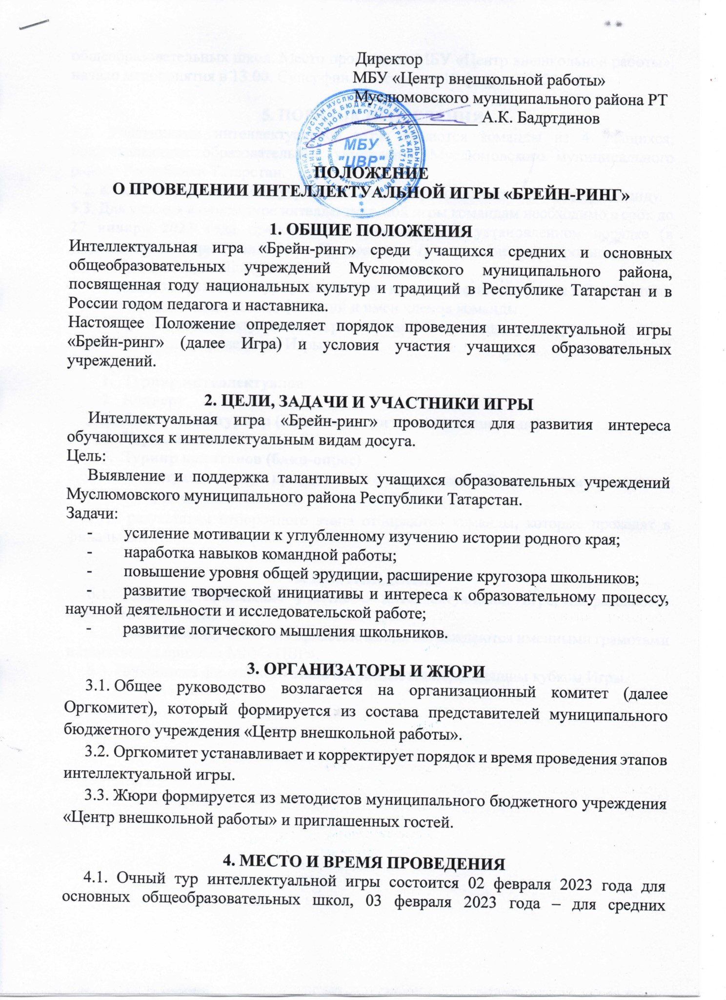 Директор
МБУ «Центр внешкольной работы»
Муслюмовского муниципального района РТ
А.К. Бадртдинов
МБУ
"ЦВР"
ПОЛОЖЕНИЕ
О ПРОВЕДЕНИИ ИНТЕЛЛЕКТУАЛЬНОЙ ИГРЫ «БРЕЙН-РИНГ»
1. ОБЩИЕ ПОЛОЖЕНИЯ
Интеллектуальная игра «Брейн-ринг» среди учащихся средних и основных
общеобразовательных учреждений Муслюмовского муниципального района,
посвященная году национальных культур и традиций в Республике Татарстан и в
России годом педагога и наставника.
Настоящее Положение определяет порядок проведения интеллектуальной игры
«Брейн-ринг» (далее – Игра) и условия участия учащихся образовательных
учреждений.
2. ЦЕЛИ, ЗАДАЧИ И УЧАСТНИКИ ИГРЫ
Интеллектуальная игра «Брейн-ринг» проводится для развития интереса
обучающихся к интеллектуальным видам досуга.
Цель:
Выявление и поддержка талантливых учащихся образовательных учреждений
Муслюмовского муниципального района Республики Татарстан.
Задачи:
- усиление мотивации к углубленному изучению истории родного края;
- наработка навыков командной работы;
- повышение уровня общей эрудиции, расширение кругозора школьников;
- развитие творческой инициативы и интереса к образовательному процессу,
научной деятельности и исследовательской работе;
- развитие логического мышления школьников.
3. ОРГАНИЗАТОРЫ И ЖЮРИ
3.1. Общее руководство возлагается на организационный комитет (далее
Оргкомитет), который формируется из состава представителей муниципального
бюджетного учреждения «Центр внешкольной работы».
3.2. Оргкомитет устанавливает и корректирует порядок и время проведения этапов
интеллектуальной игры.
3.3. Жюри формируется из методистов муниципального бюджетного учреждения
«Центр внешкольной работы» и приглашенных гостей.
4. МЕСТО И ВРЕМЯ ПРОВЕДЕНИЯ
4.1. Очный тур интеллектуальной игры состоится 02 февраля 2023 года для
основных общеобразовательных школ, 03 февраля 2023 года – для средних